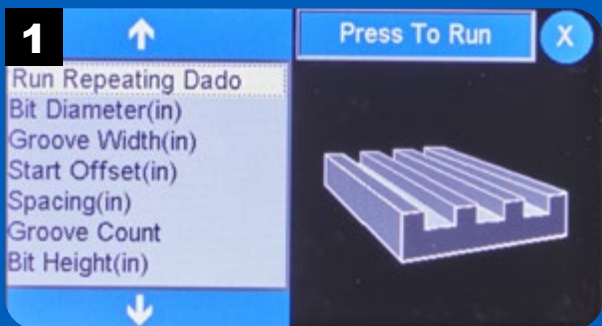 1
Press To Run
X
Run Repeating Dado
Bit Diameter(in)
Groove Width(in)
Start Offset(in)
Spacing(in)
Groove Count
Bit Height(in)